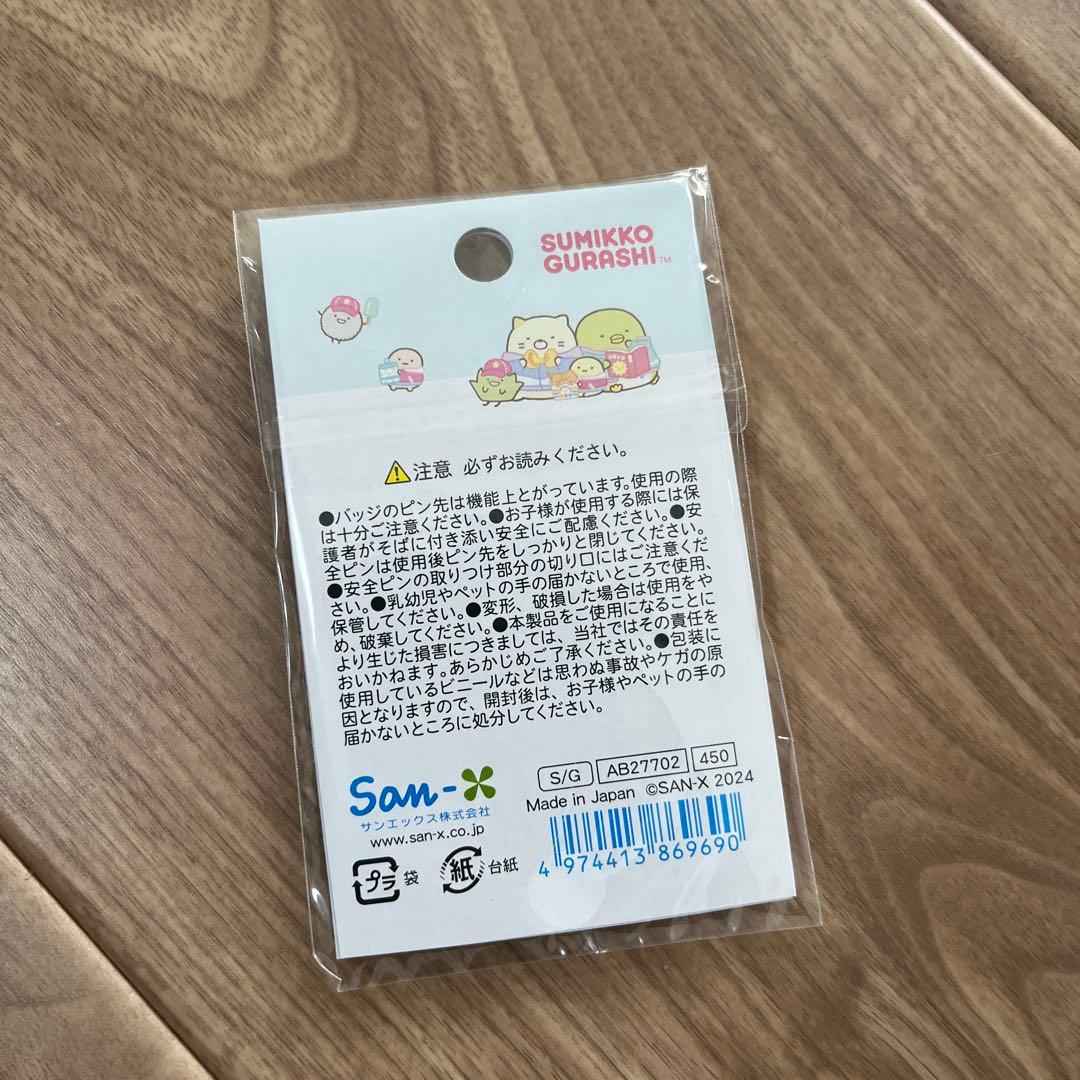 SUMIKKO
GURASHI™
注意 必ずお読みください。
●バッジのピン先は機能上とがっています。使用の際
は十分ご注意ください。●お子様が使用する際には保
護者がそばに付き添い安全にご配慮ください。●安
全ピンは使用後ピン先をしっかりと閉じてください。
●安全ピンの取りつけ部分の切り口にはご注意くだ
さい。●乳幼児やペットの手の届かないところで使用、
保管してください。●変形、破損した場合は使用をや
め、破棄してください。●本製品をご使用になることに
より生じた損害につきましては、当社ではその責任を
おいかねます。あらかじめご了承ください。●包装に
使用しているビニールなどは思わぬ事故やケガの原
因となりますので、開封後は、お子様やペットの手の
届かないところに処分してください。
San-X
サンエックス株式会社
www.san-x.co.jp
S/G AB27702 450
Made in Japan ©SAN-X 2024
プラ 袋
紙 台紙
4 974413 869690